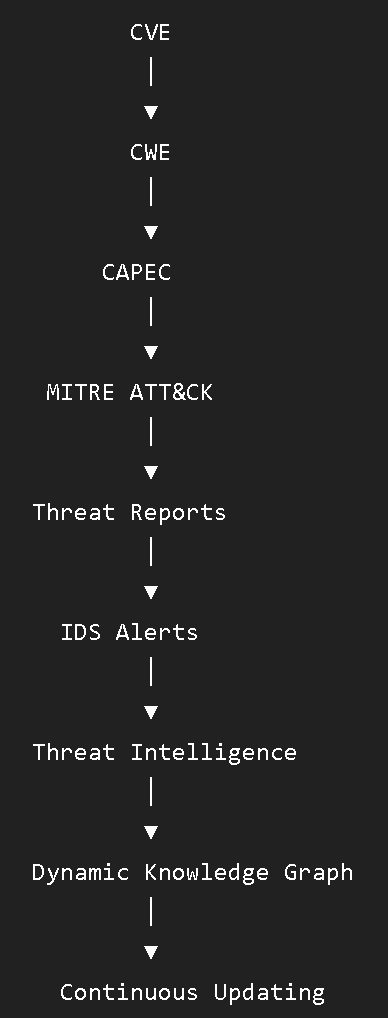 CVE
CWE
CAPEC
MITRE ATT&CK
Threat Reports
IDS Alerts
Threat Intelligence
Dynamic Knowledge Graph
Continuous Updating